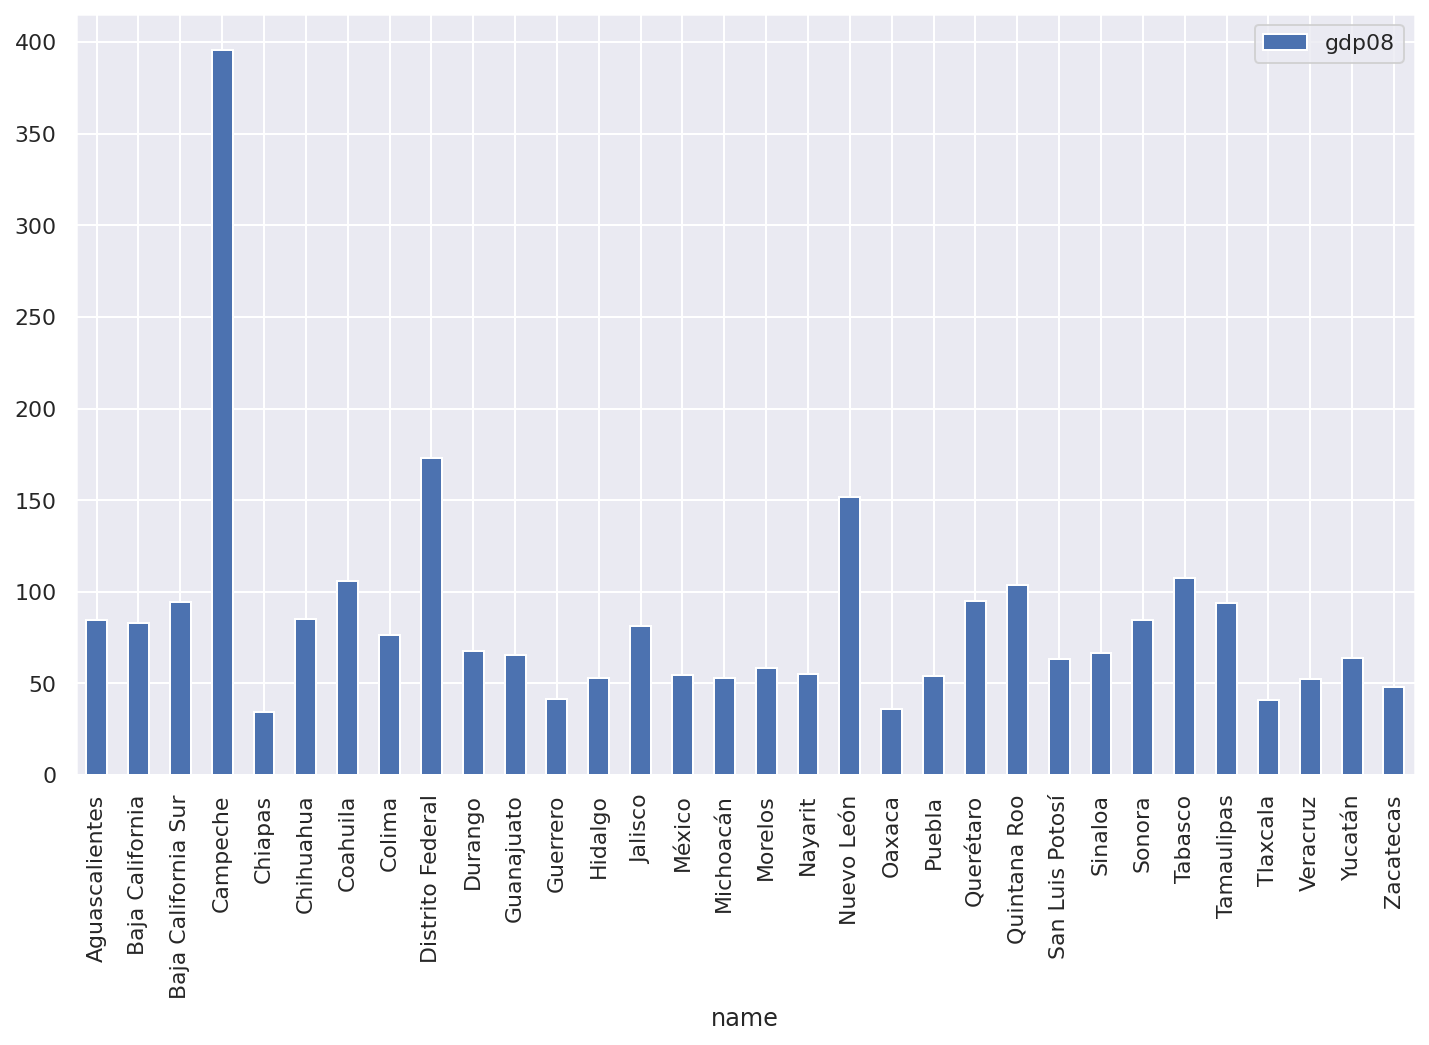 400
350
300
250
200
150
100
50
0
gdp08
Aguascalientes
Baja California
Baja California Sur
Campeche
Chiapas
Chihuahua
Coahuila
Colima
Distrito Federal
Durango
Guanajuato
Guerrero
Hidalgo
Jalisco
México
Michoacán
Morelos
Nayarit
Nuevo León
Oaxaca
Puebla
Querétaro
Quintana Roo
San Luis Potosí
Sinaloa
Sonora
Tabasco
Tamaulipas
Tlaxcala
Veracruz
Yucatán
Zacatecas
name